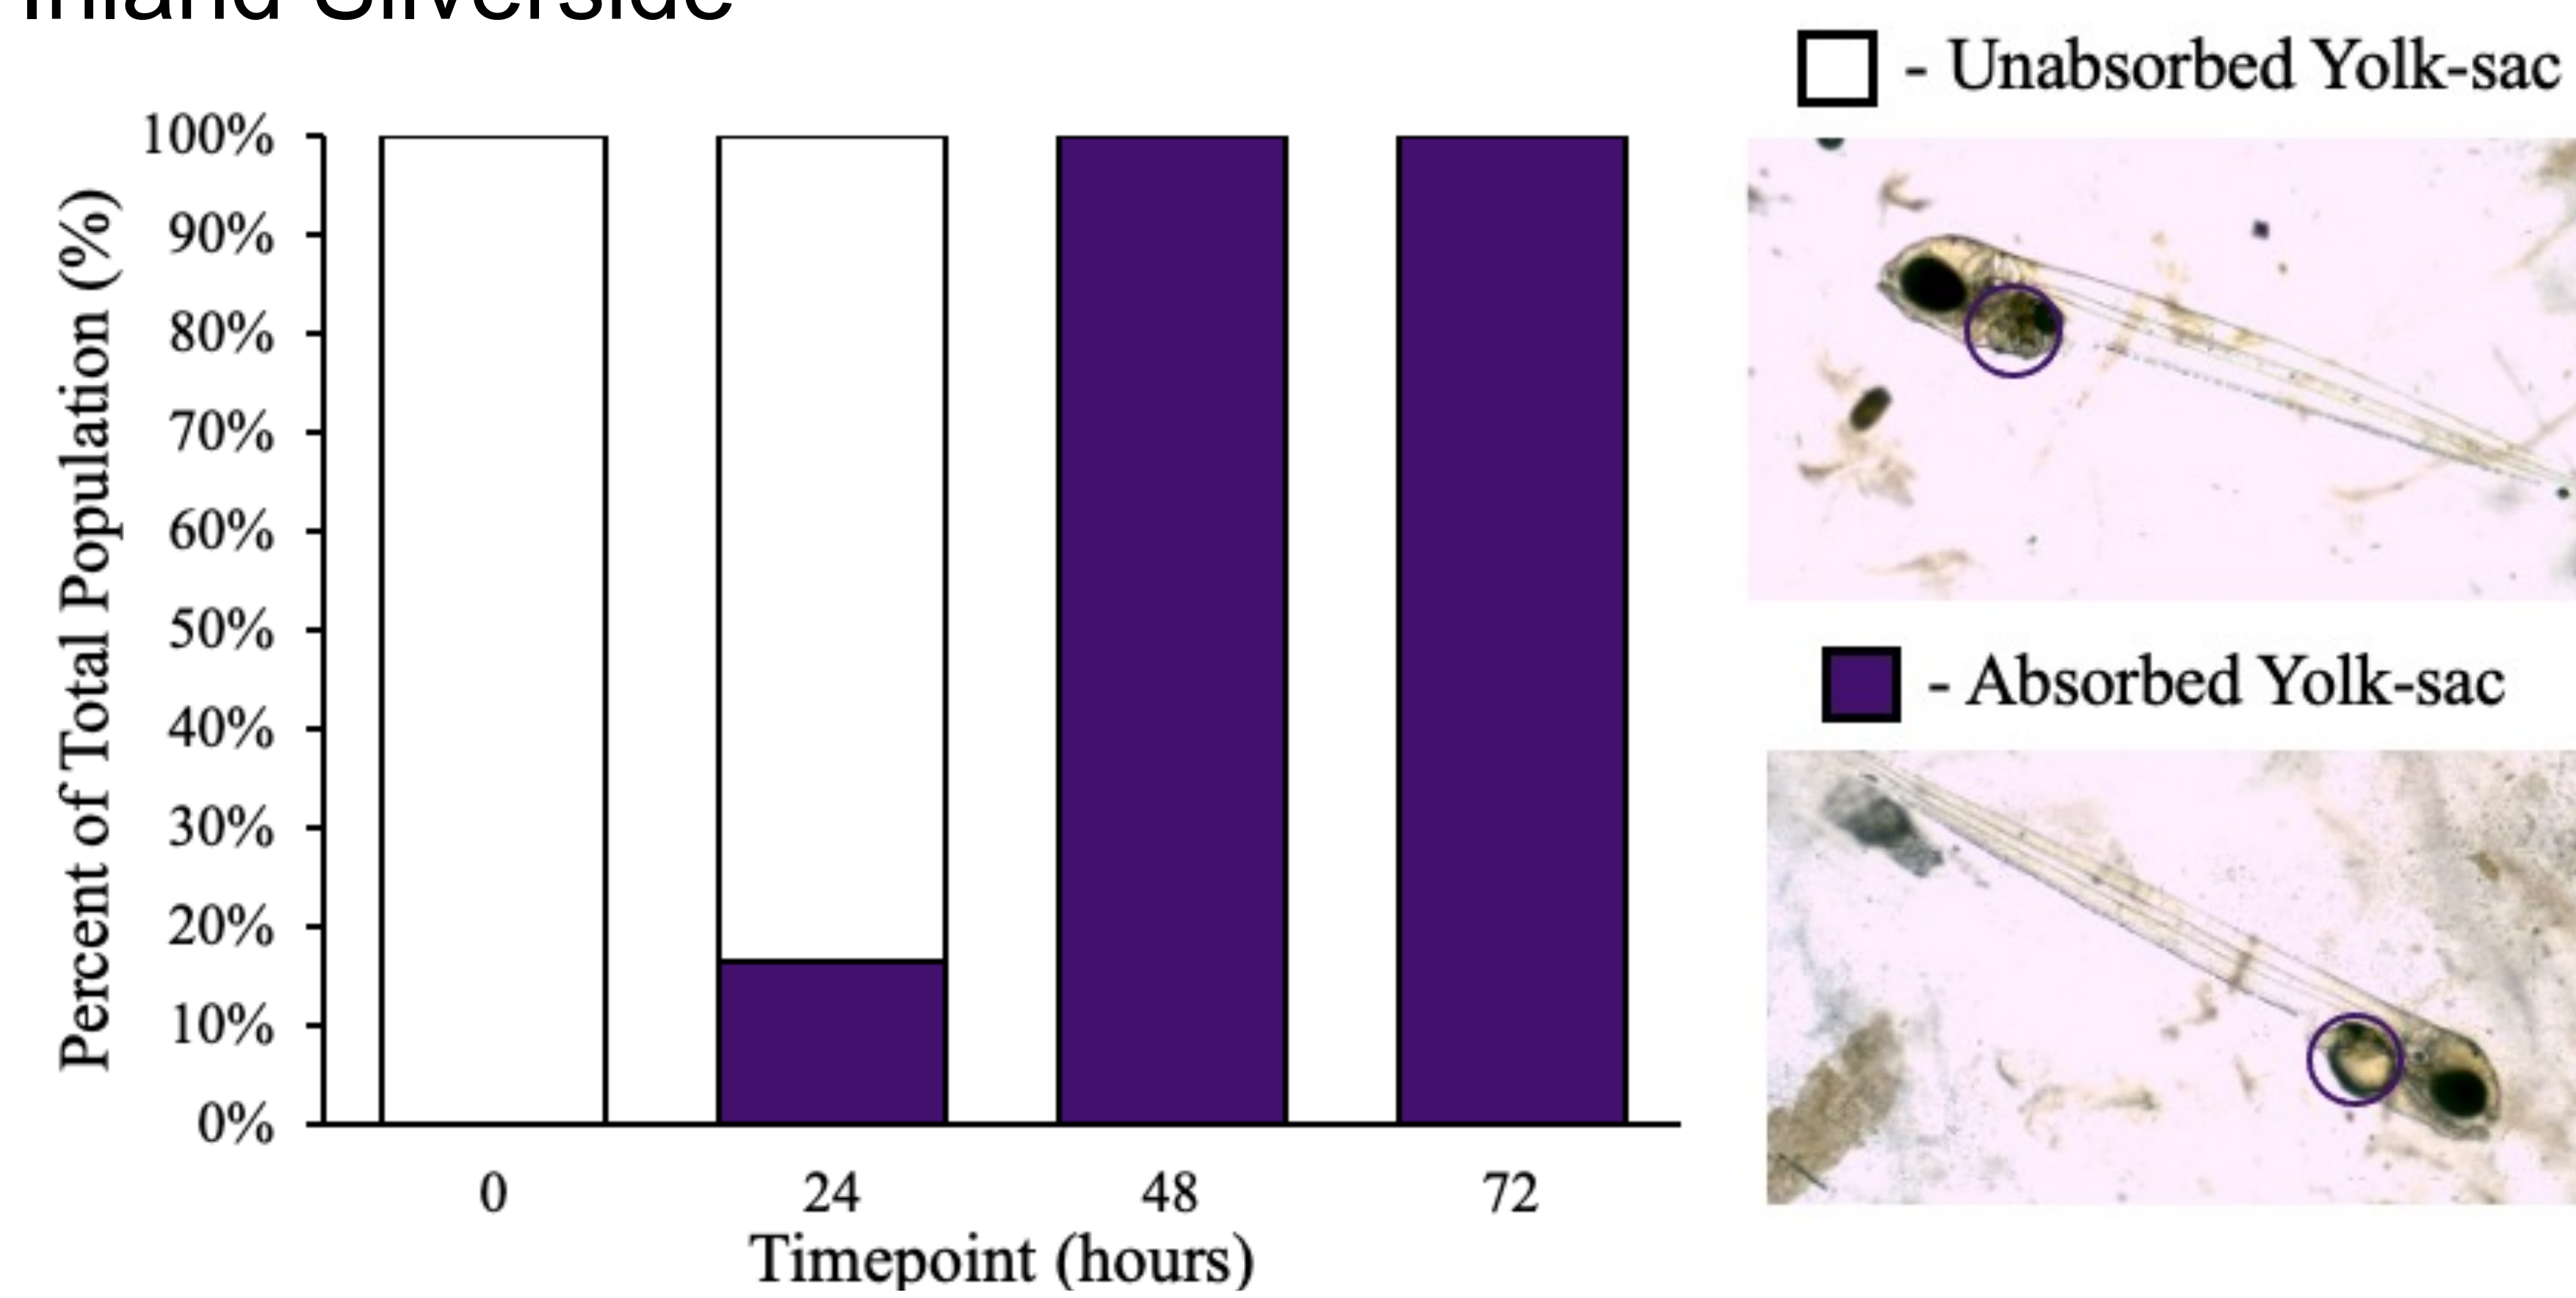 Inland Silverside
- Unabsorbed Yolk-sac
100%
90%
80%
70%
60%
50%
40%
30%
20%
10%
0%
Percent of Total Population (%)
0 24 48 72
Timepoint (hours)
- Absorbed Yolk-sac